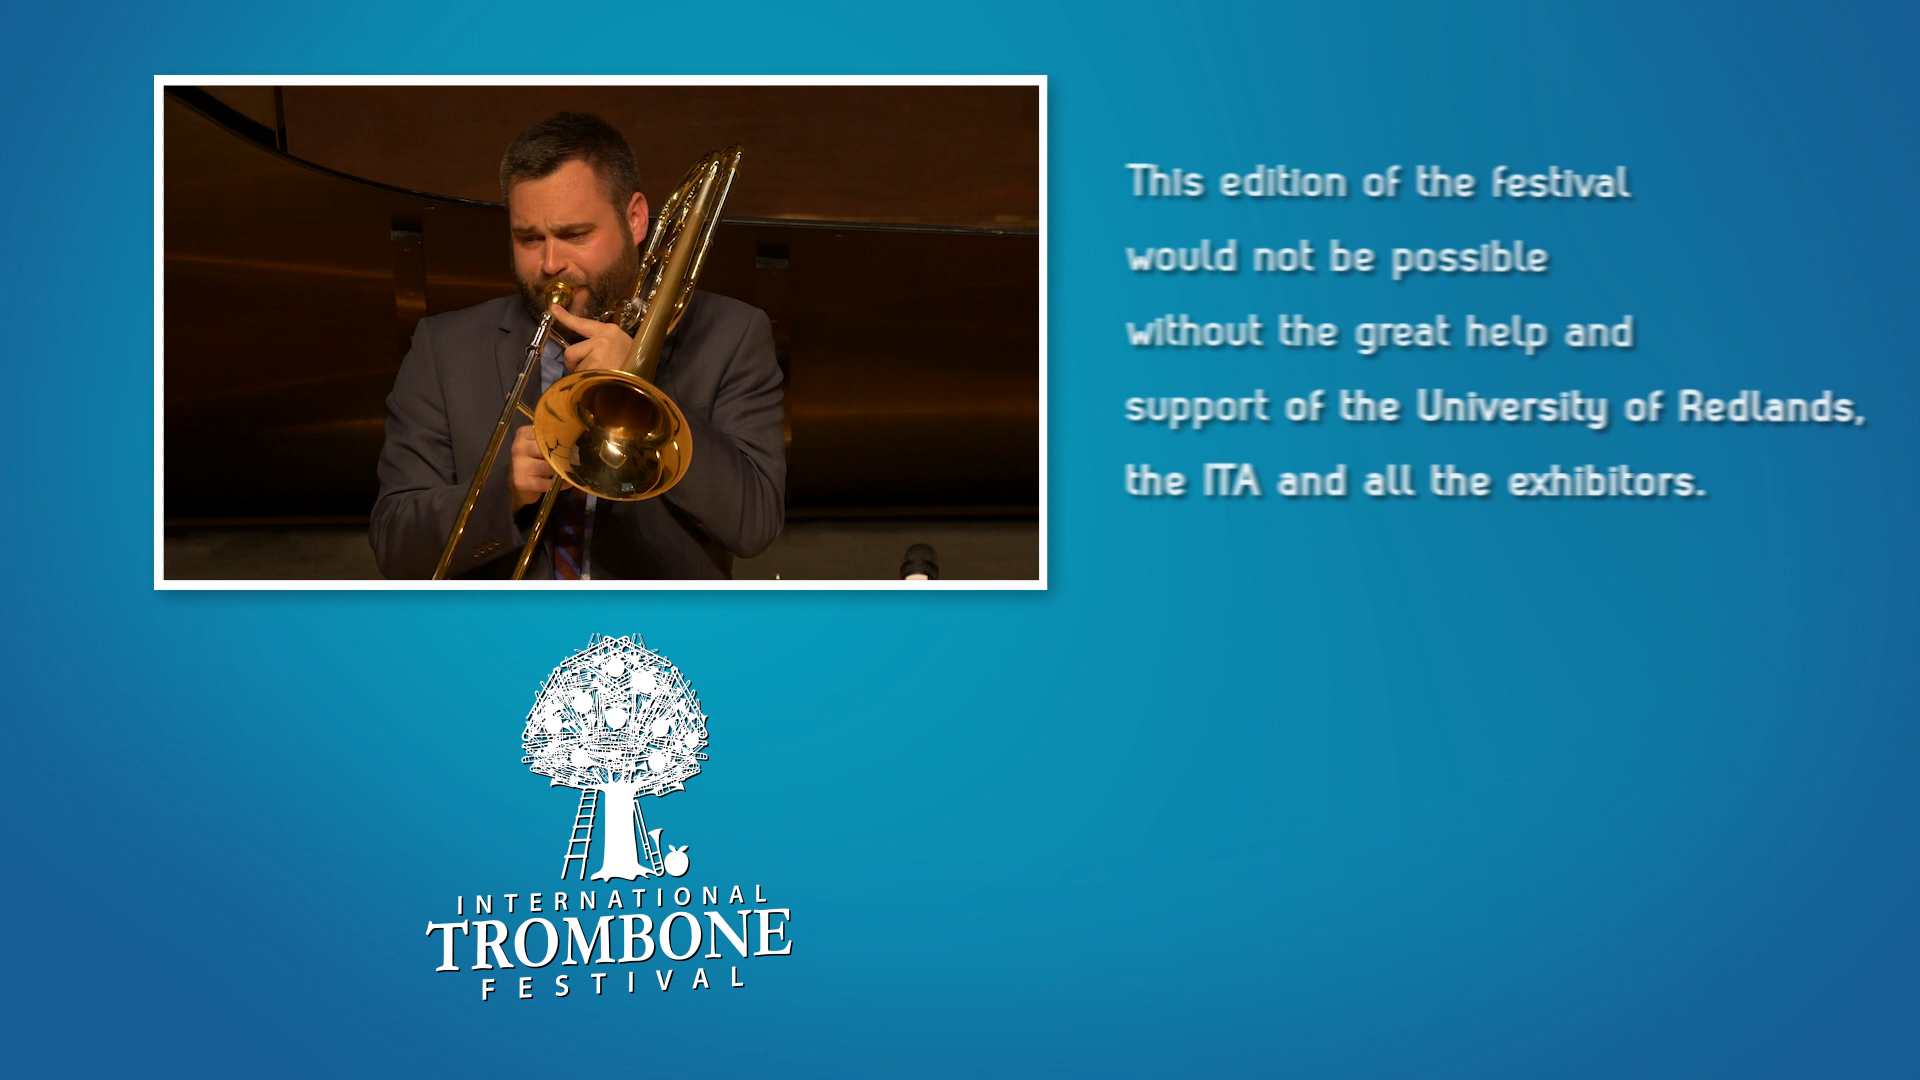 This edition of the festival
would not be possible
without the great help and
support of the University of Redlands,
the ITA and all the exhibitors.
INTERNATIONAL
TROMBONE
FESTIVAL